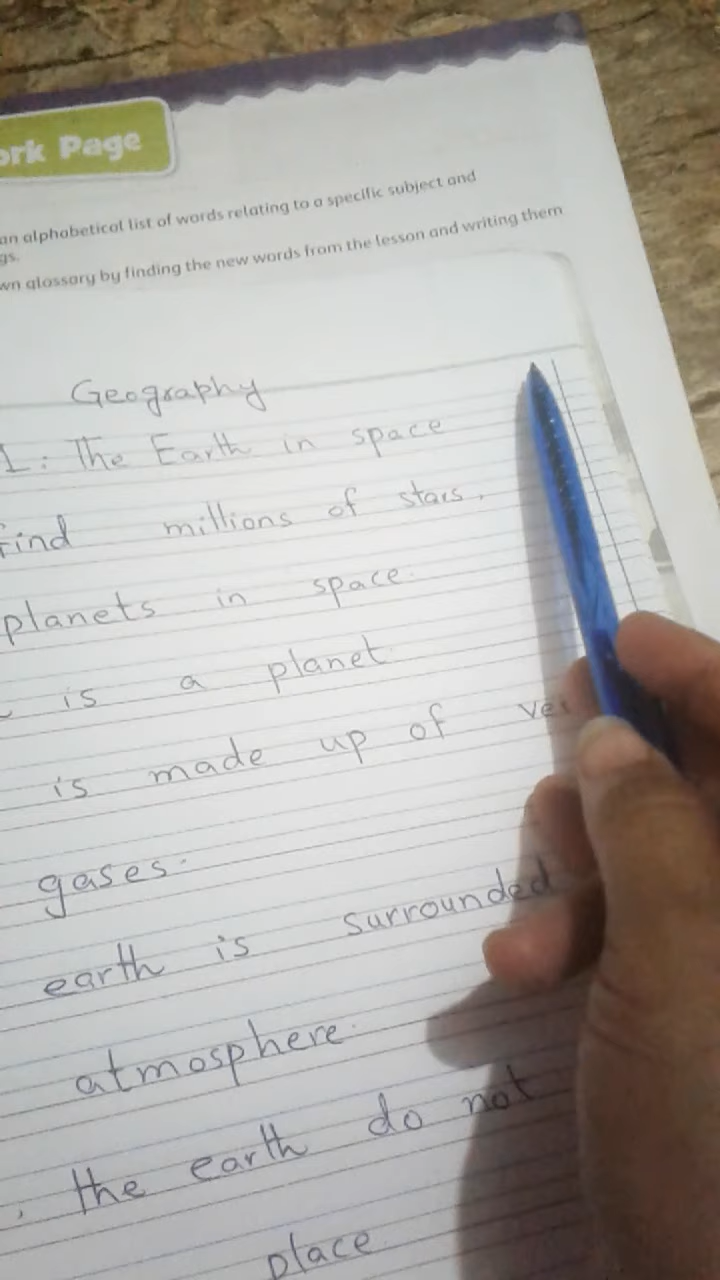 ork Page
an alphabetical list of words relating to a specific subject and
gs.
wn glossary by finding the new words from the lesson and writing them
Geography
1: The Earth in space
find millions of stars.
planets in space.
is a planet.
is made up of
gases.
earth is surrounded
atmosphere.
, the earth do not
place